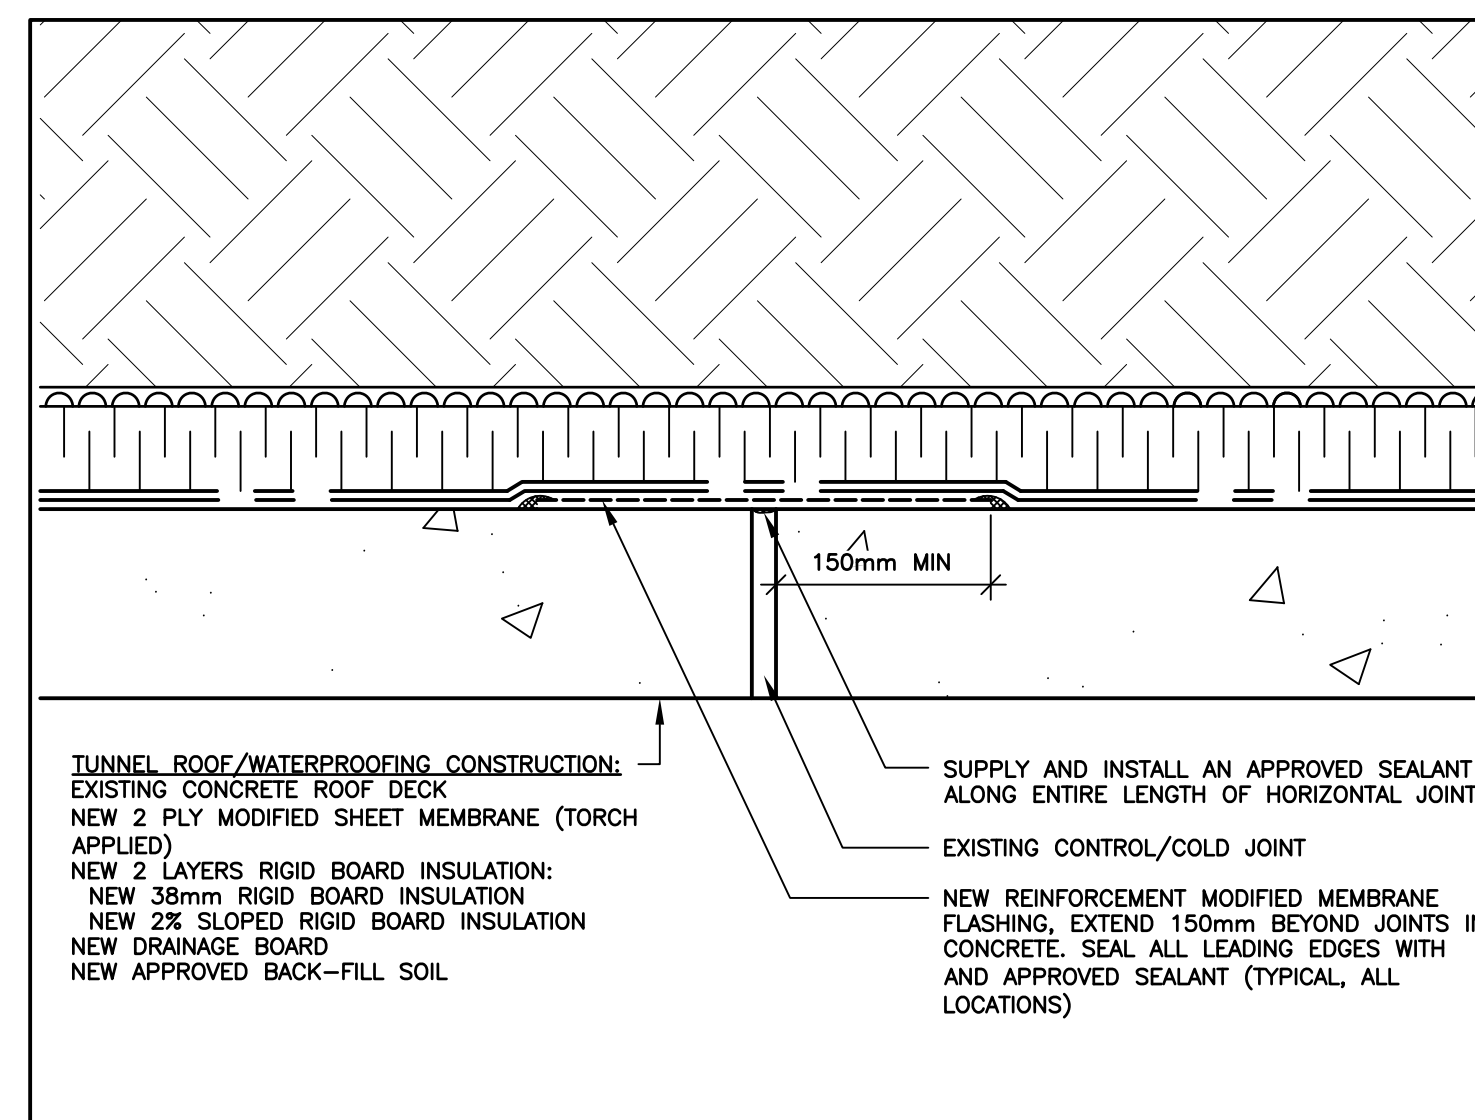 150mm MIN
TUNNEL ROOF/WATERPROOFING CONSTRUCTION:
EXISTING CONCRETE ROOF DECK
NEW 2 PLY MODIFIED SHEET MEMBRANE (TORCH
APPLIED)
NEW 2 LAYERS RIGID BOARD INSULATION:
NEW 38mm RIGID BOARD INSULATION
NEW 2% SLOPED RIGID BOARD INSULATION
NEW DRAINAGE BOARD
NEW APPROVED BACK-FILL SOIL
SUPPLY AND INSTALL AN APPROVED SEALANT
ALONG ENTIRE LENGTH OF HORIZONTAL JOINT
EXISTING CONTROL/COLD JOINT
NEW REINFORCEMENT MODIFIED MEMBRANE
FLASHING, EXTEND 150mm BEYOND JOINTS
CONCRETE. SEAL ALL LEADING EDGES WITH
AND APPROVED SEALANT (TYPICAL, ALL
LOCATIONS)